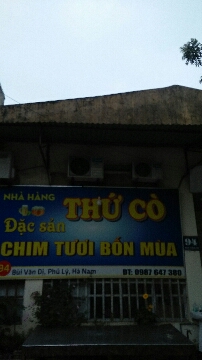 NHÀ HÀNG
THỨ CÒ
Đặc sản
CHIM TƯƠI BỐN MÙA
94 Bùi Văn Dị, Phủ Lý, Hà Nam
ĐT: 0987 647 389